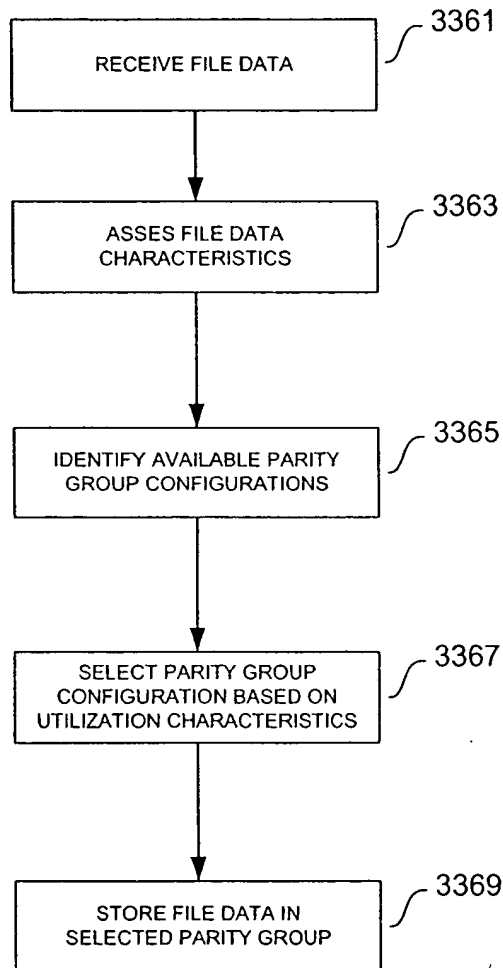 3361
RECEIVE FILE DATA
3363
ASSES FILE DATA
CHARACTERISTICS
3365
IDENTIFY AVAILABLE PARITY
GROUP CONFIGURATIONS
3367
SELECT PARITY GROUP
CONFIGURATION BASED ON
UTILIZATION CHARACTERISTICS
3369
STORE FILE DATA IN
SELECTED PARITY GROUP